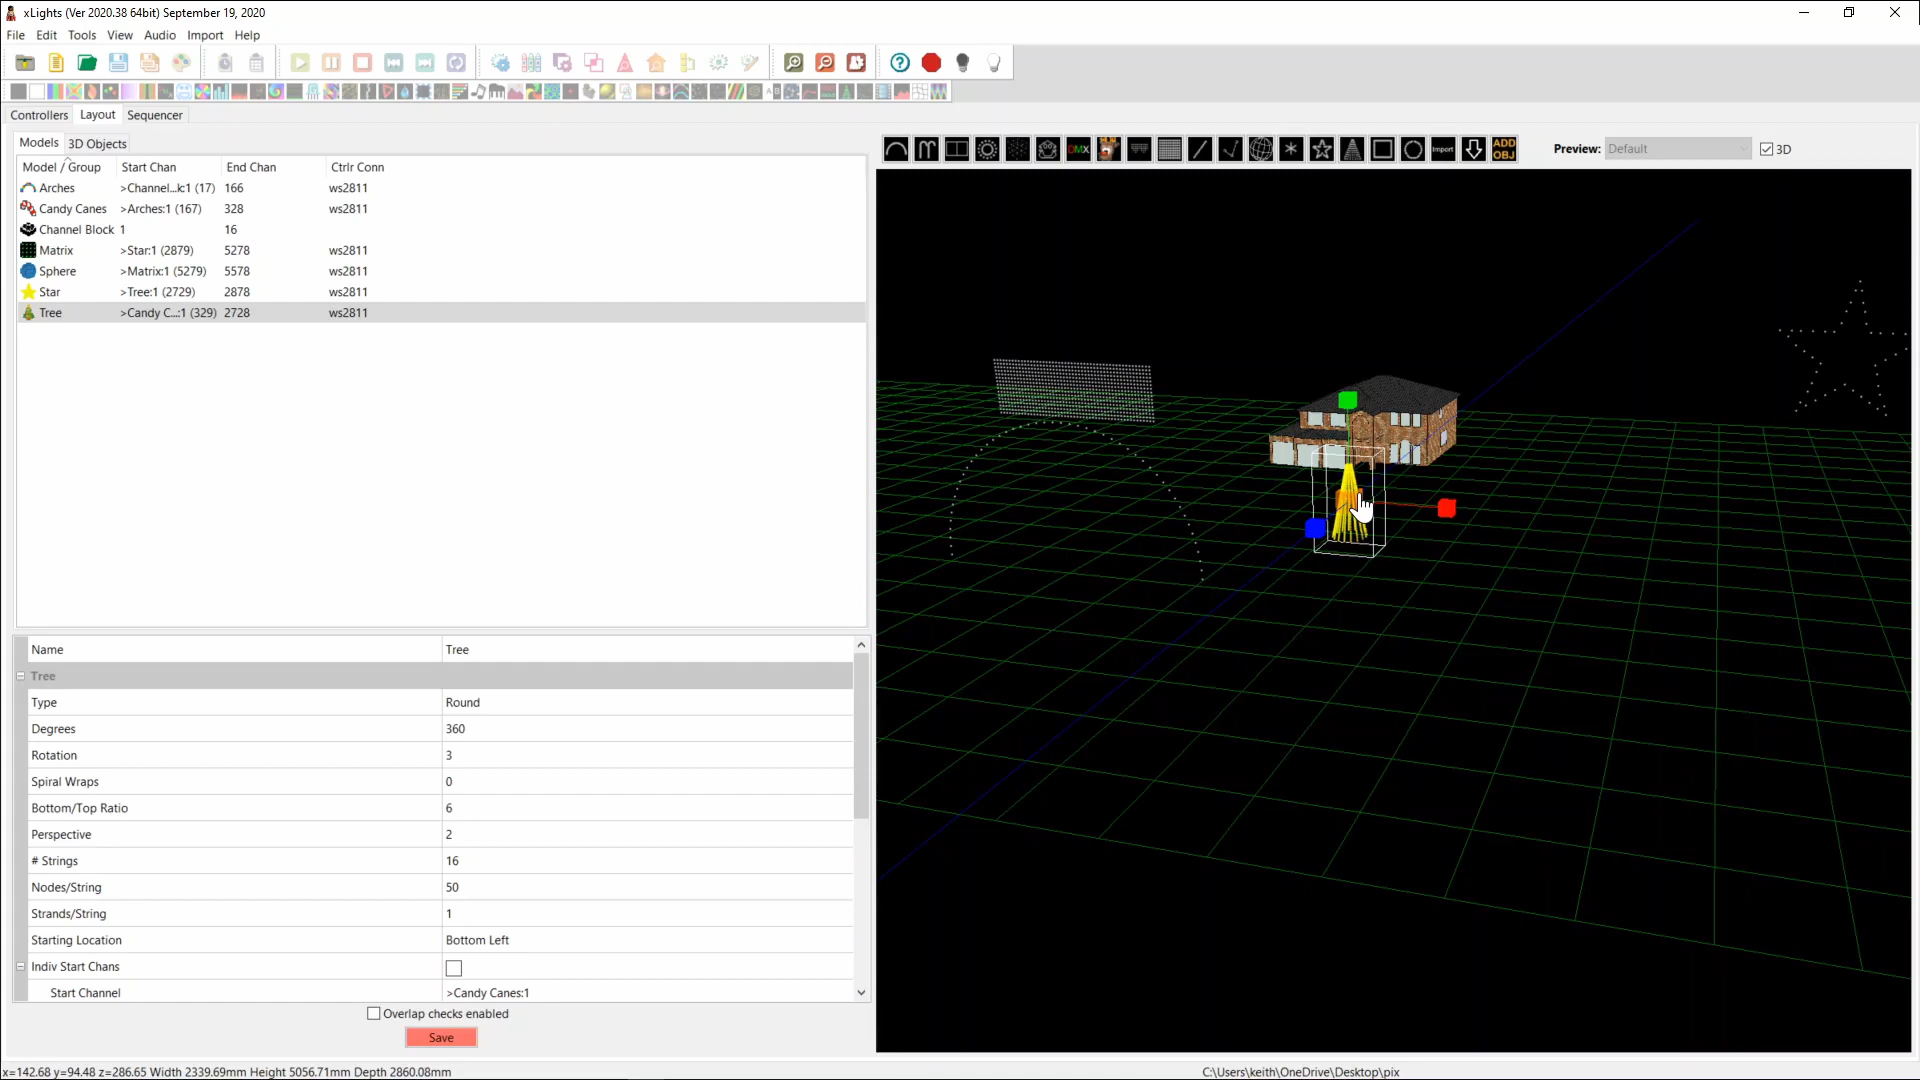 xLights (Ver 2020.38 64bit) September 19, 2020
File Edit Tools View Audio Import Help
Controllers Layout Sequencer
Models 3D Objects
DMX Import ADD OBJ Preview: Default 3D
Model / Group Start Chan End Chan Ctrlr Conn
Arches >Channel...k:1 (17) 166 ws2811
Candy Canes >Arches:1 (167) 328 ws2811
Channel Block 1 16
Matrix >Star:1 (2879) 5278 ws2811
Sphere >Matrix:1 (5279) 5578 ws2811
Star >Tree:1 (2729) 2878 ws2811
Tree >Candy C...:1 (329) 2728 ws2811
Name Tree
Tree
Type Round
Degrees 360
Rotation 3
Spiral Wraps 0
Bottom/Top Ratio 6
Perspective 2
# Strings 16
Nodes/String 50
Strands/String 1
Starting Location Bottom Left
Indiv Start Chans
Start Channel >Candy Canes:1
Overlap checks enabled
Save
x=142.68 y=94.48 z=286.65 Width 2339.69mm Height 5056.71mm Depth 2860.08mm C:\Users\keith\OneDrive\Desktop\pix